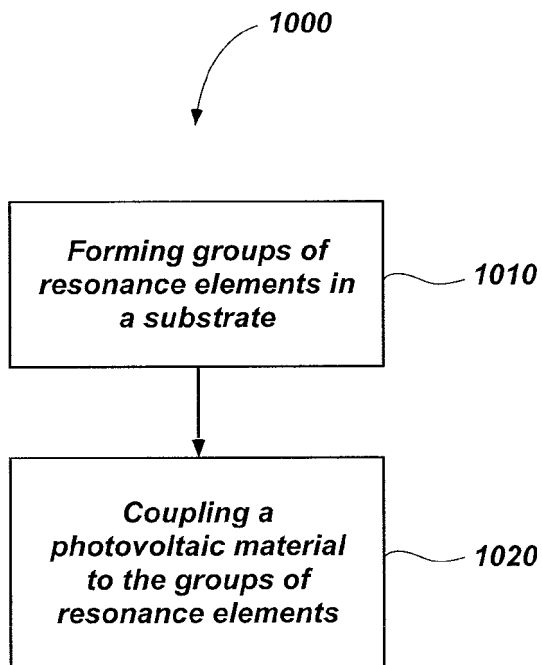 1000
Forming groups of
resonance elements in
a substrate
1010
Coupling a
photovoltaic material
to the groups of
resonance elements
1020